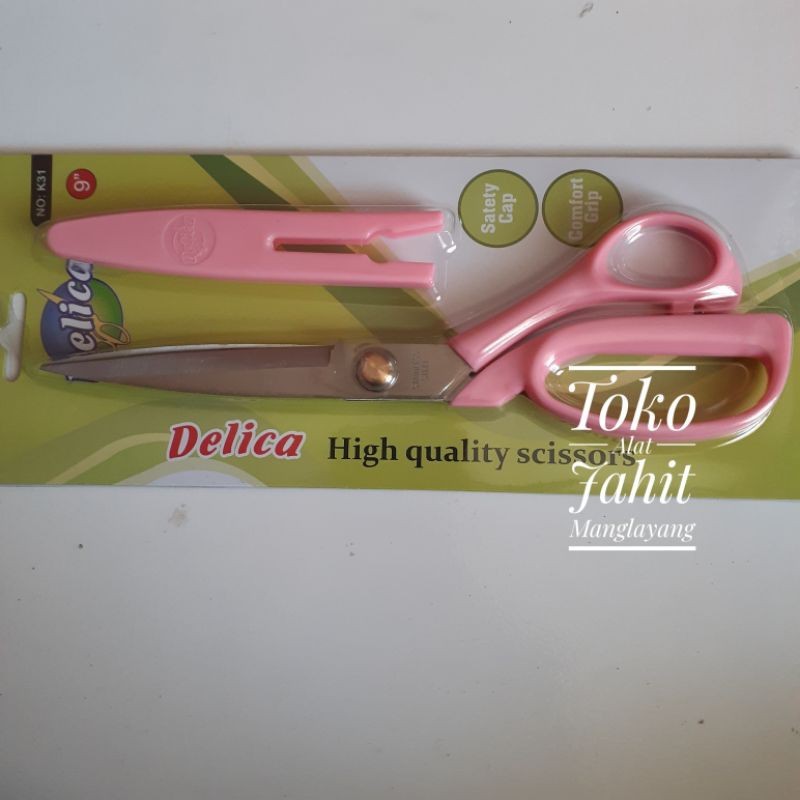 NO: K31
9"
Satety
Cap
Comfort
Grip
Delica
Delica High quality scissors
Toko
Alat
Jahit
Manglayang